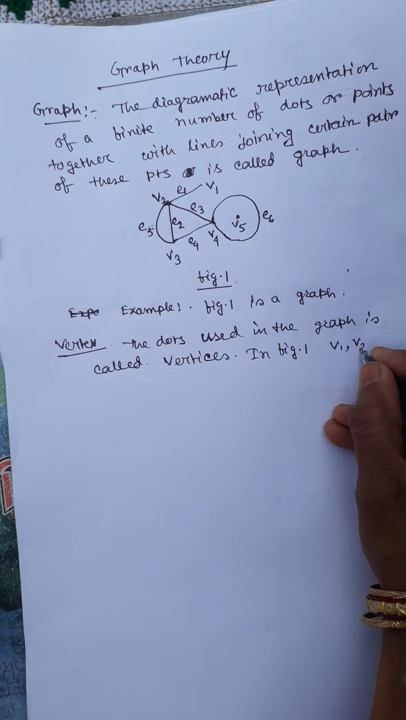 Graph theory
Graph:- The diagramatic representation
of a finite number of dots or points
together with lines joining certain pairs
of these pts is called graph.
e1 v1
v2 e3
e5 e2 v5 e6
e4 v4
v3
fig.1
Example: fig.1 is a graph.
Vertex. The dots used in the graph is
called vertices. In fig.1 v1, v2